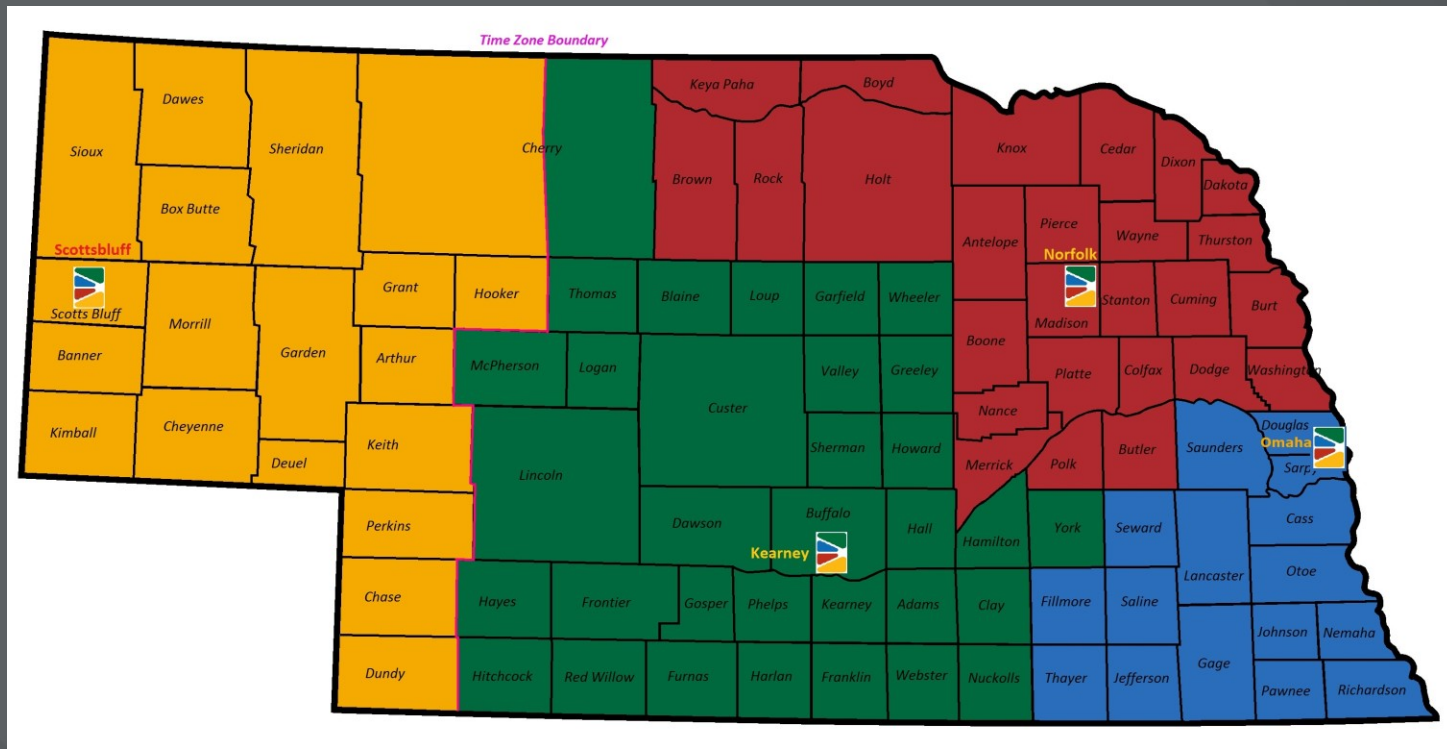 Time Zone Boundary
Keya Paha
Boyd
Dawes
Sioux
Sheridan
Cherry
Brown
Rock
Holt
Knox
Cedar
Dixon
Dakota
Box Butte
Pierce
Antelope
Wayne
Thurston
Scottsbluff
Norfolk
Scotts Bluff
Morrill
Grant
Hooker
Thomas
Blaine
Loup
Garfield
Wheeler
Madison
Stanton
Cuming
Burt
Banner
Garden
Arthur
McPherson
Logan
Custer
Valley
Greeley
Boone
Platte
Colfax
Dodge
Washington
Nance
Kimball
Cheyenne
Deuel
Keith
Lincoln
Sherman
Howard
Merrick
Polk
Butler
Saunders
Douglas
Omaha
Sarpy
Perkins
Dawson
Buffalo
Kearney
Hall
Hamilton
York
Seward
Cass
Lancaster
Otoe
Chase
Hayes
Frontier
Gosper
Phelps
Kearney
Adams
Clay
Fillmore
Saline
Johnson
Nemaha
Dundy
Hitchcock
Red Willow
Furnas
Harlan
Franklin
Webster
Nuckolls
Thayer
Jefferson
Gage
Pawnee
Richardson